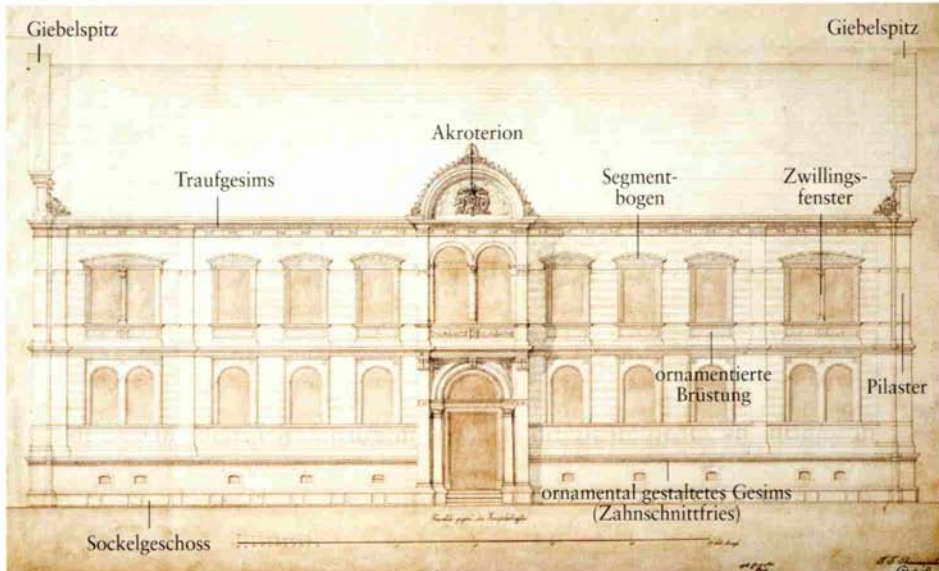 Giebelspitz
Giebelspitz
Akroterion
Traufgesims
Segment-
bogen
Zwillings-
fenster
ornamentierte
Brüstung
Pilaster
ornamental gestaltetes Gesims
(Zahnschnittfries)
Sockelgeschoss